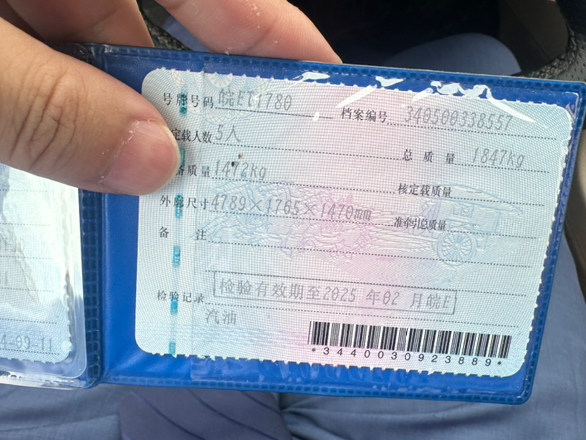 号牌号码 皖Et1780 档案编号 340500338557
定载人数 5人 总质量 1847kg
质量 1472kg 核定载质量
外廓尺寸 4789×1765×1470mm 准牵引总质量
备注
检验记录 检验有效期至2025年02月皖E
汽油
*3440030923889*
4-09-11